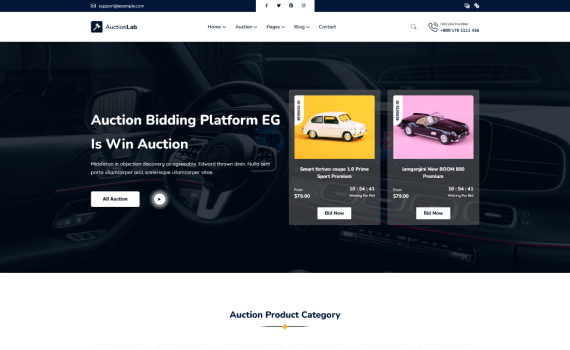 support@example.com
AuctionLab
Home Auction Pages Blog Contact
Hot-Line Number
+880 176 1111 456
Auction Bidding Platform EG
Is Win Auction
Middleton in objection discovery as agreeable. Edward thrown dinin. Nulla sent
porta ullamcorper orci, scelerisque ullamcorper vitae.
All Auction
Smart fortwo coupe 1.0 Prime
Sport Premium
From
$79.00
10 : 54 : 41
Waiting For Bid
Bid Now
lamgergini New ROOM 800
Premium
From
$79.00
10 : 54 : 41
Waiting For Bid
Bid Now
Auction Product Category